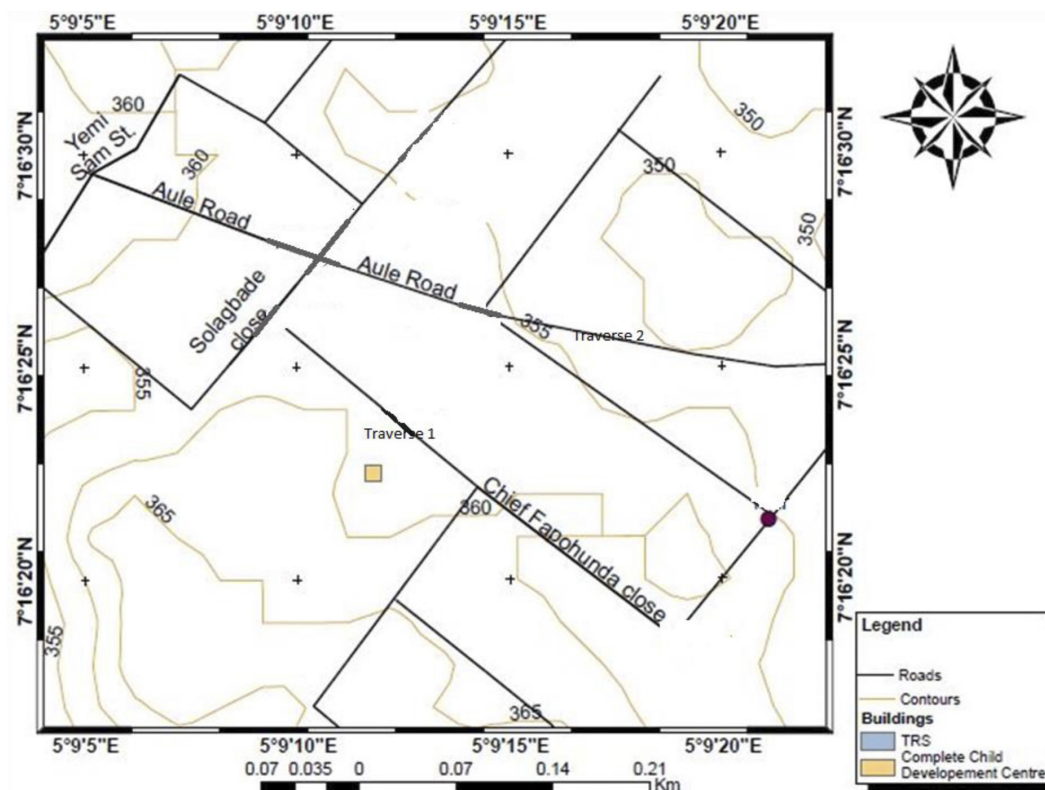 5°9'5"E 5°9'10"E 5°9'15"E 5°9'20"E
7°16'30"N
7°16'25"N
7°16'20"N
7°16'30"N
7°16'25"N
7°16'20"N
360
Yemi
Sam St.
360
350
350
350
Aule Road
Aule Road
Solagbade
close
355
Traverse 2
355
Traverse 1
Chief Fapohunda close
360
365
355
365
5°9'5"E 5°9'10"E 5°9'15"E 5°9'20"E
0.07 0.035 0 0.07 0.14 0.21
Km
Legend
Roads
Contours
Buildings
TRS
Complete Child
Developement Centre